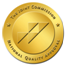 The Joint Commission
National Quality Approval